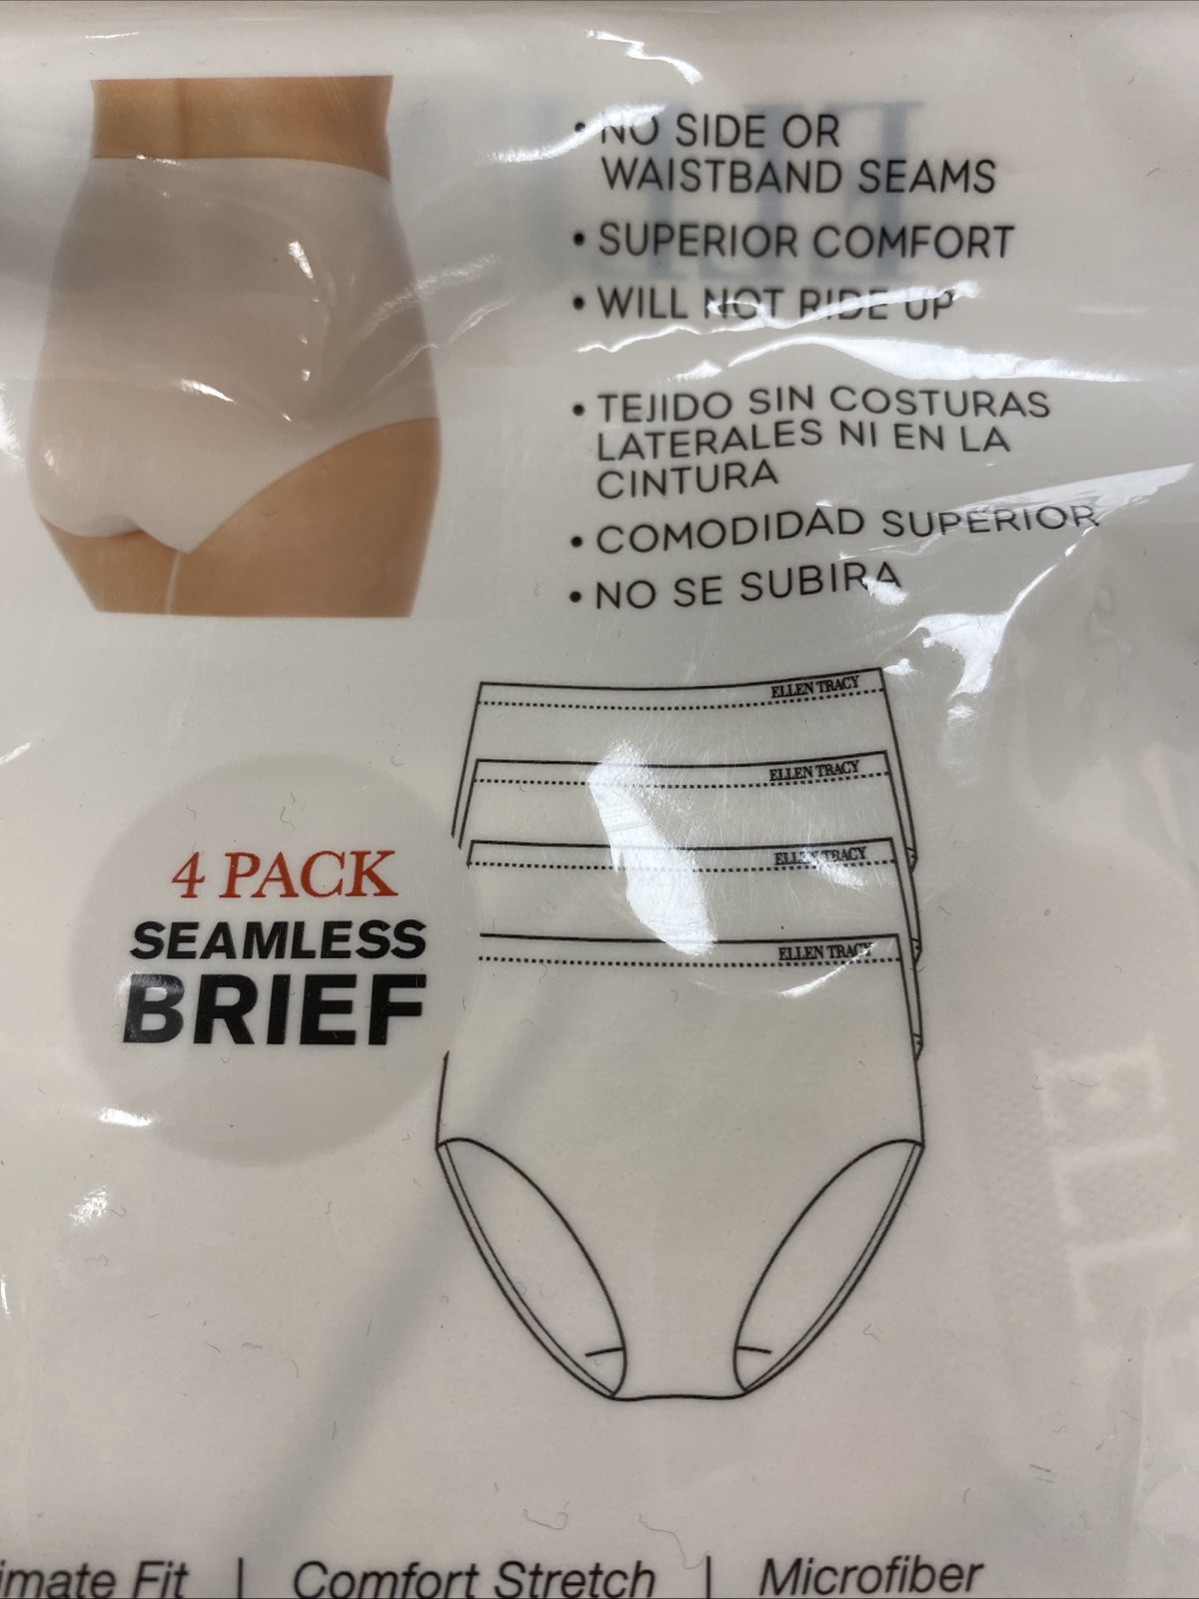 • NO SIDE OR
WAISTBAND SEAMS
• SUPERIOR COMFORT
• WILL NOT RIDE UP
• TEJIDO SIN COSTURAS
LATERALES NI EN LA
CINTURA
• COMODIDAD SUPERIOR
• NO SE SUBIRA
ELLEN TRACY
ELLEN TRACY
ELLEN TRACY
ELLEN TRACY
4 PACK
SEAMLESS
BRIEF
imate Fit | Comfort Stretch | Microfiber